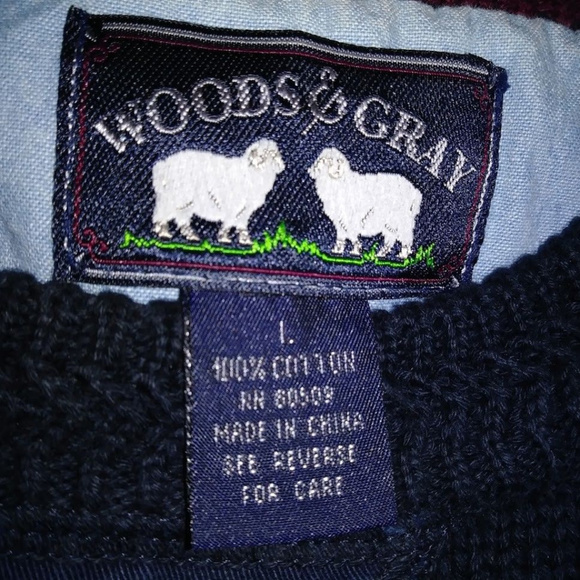 WOODS & GRAY
L
100% COTTON
RN 80509
MADE IN CHINA
SEE REVERSE
FOR CARE